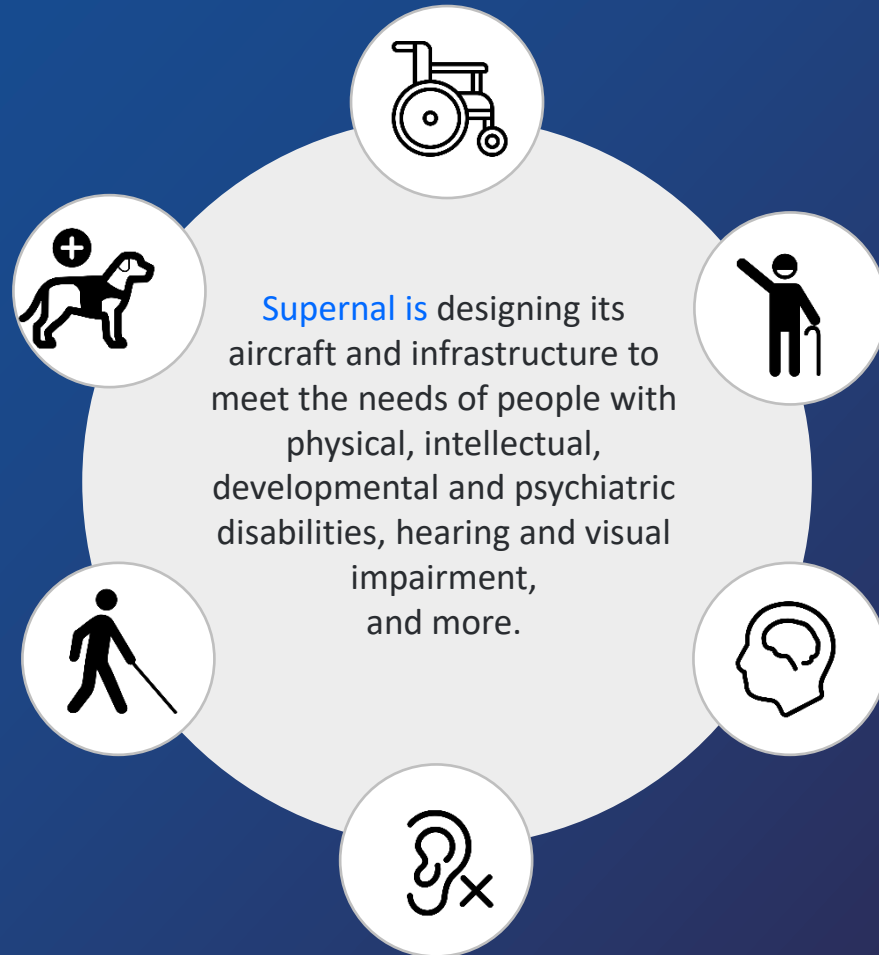 Supernal is designing its
aircraft and infrastructure to
meet the needs of people with
physical, intellectual,
developmental and psychiatric
disabilities, hearing and visual
impairment,
and more.